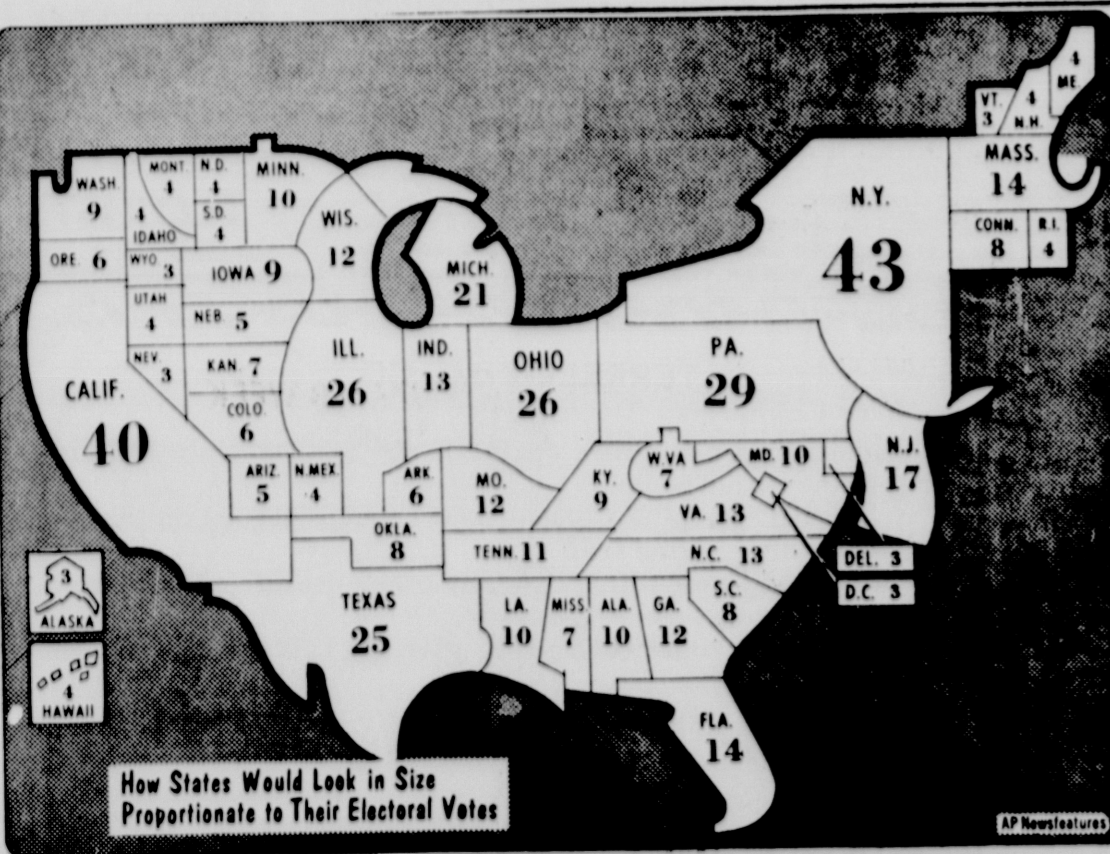 4
ME.
VT.
3
4
N.H.
MASS.
14
CONN.
8
R.I.
4
N.Y.
43
WASH.
9
MONT.
4
N.D.
4
MINN.
10
4
IDAHO
S.D.
4
WIS.
12
ORE. 6
WYO.
3
IOWA 9
MICH.
21
UTAH
4
NEB. 5
NEV.
3
KAN. 7
ILL.
26
IND.
13
OHIO
26
PA.
29
CALIF.
40
COLO.
6
N.J.
17
ARIZ.
5
N.MEX.
4
ARK.
6
MO.
12
KY.
9
W.VA
7
MD. 10
VA. 13
OKLA.
8
TENN. 11
N.C. 13
DEL. 3
D.C. 3
3
ALASKA
TEXAS
25
LA.
10
MISS
7
ALA.
10
GA.
12
S.C.
8
4
HAWAII
FLA.
14
How States Would Look in Size
Proportionate to Their Electoral Votes
AP Newsfeatures